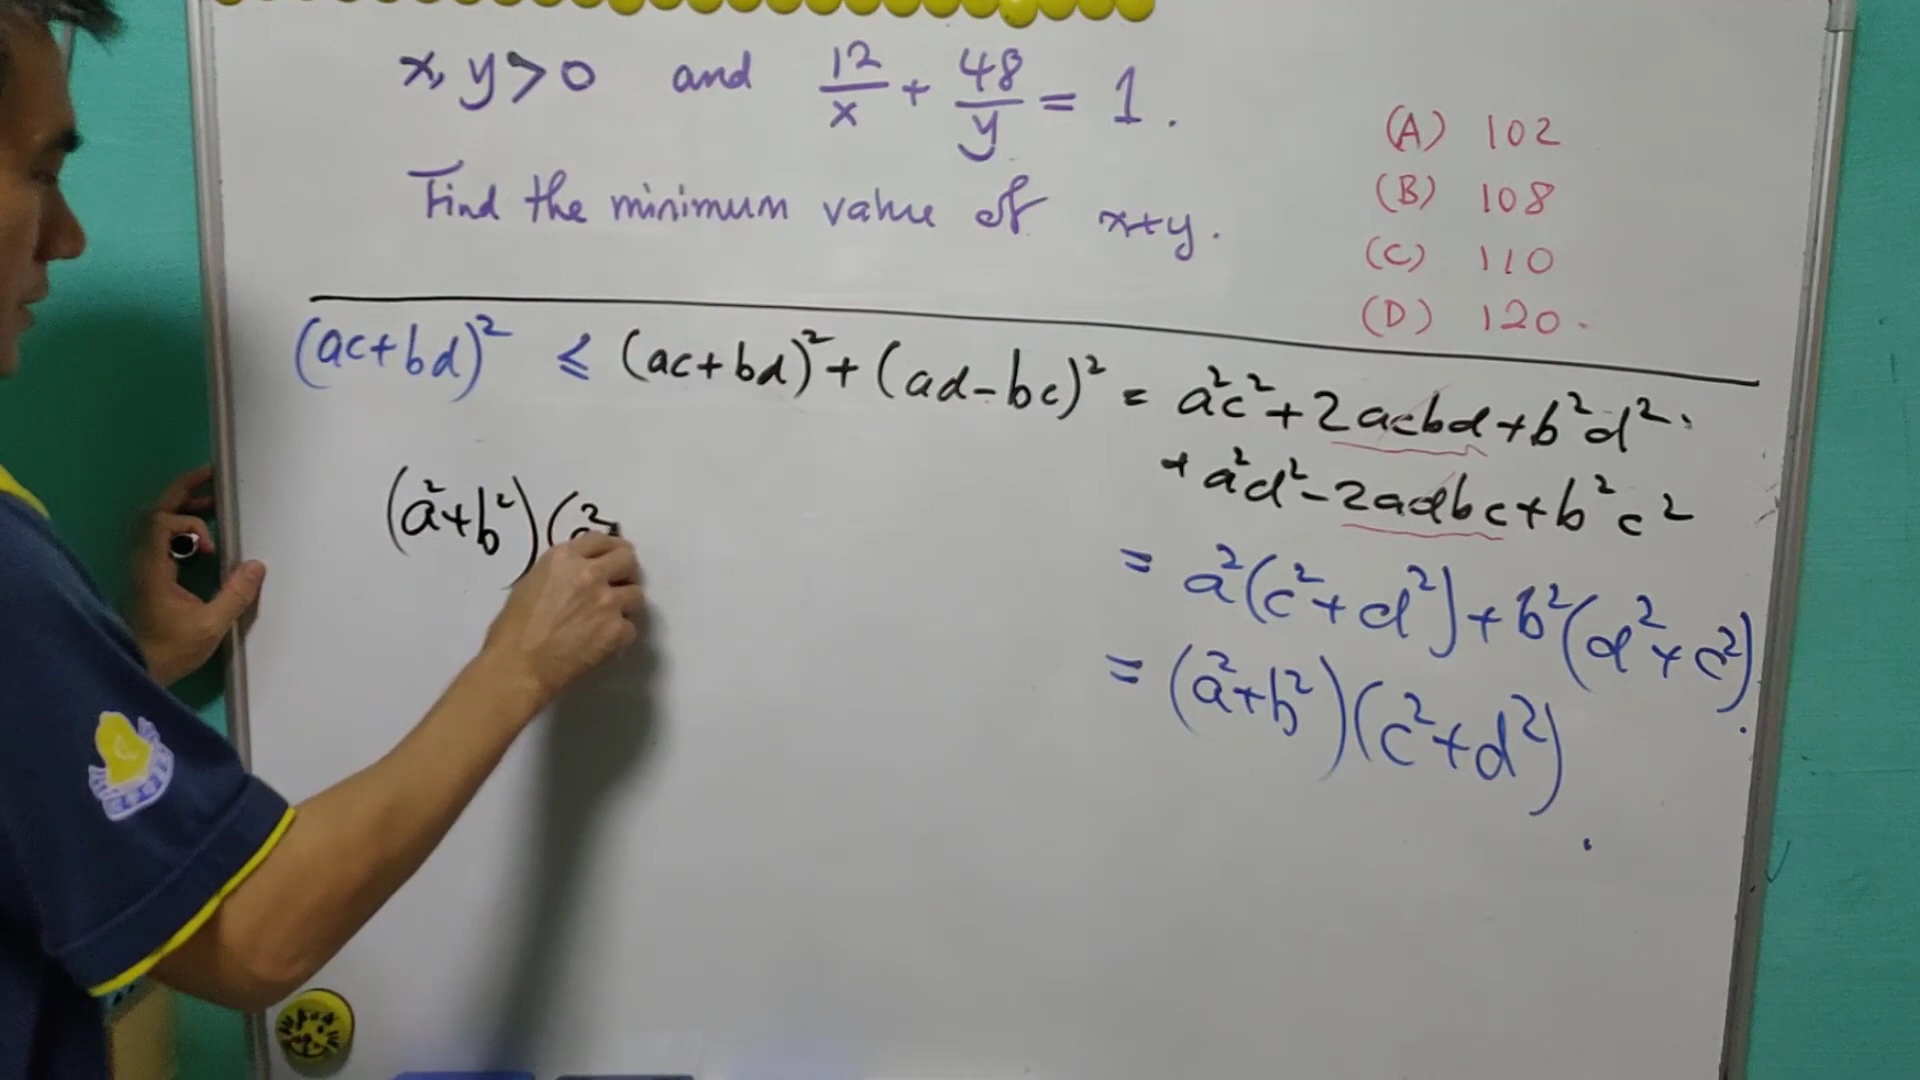 x, y > 0 and 12/x + 48/y = 1.
Find the minimum value of x+y.
(A) 102
(B) 108
(C) 110
(D) 120.
(ac+bd)² ≤ (ac+bd)² + (ad-bc)² = a²c² + 2acbd + b²d²
+ a²d² - 2adbc + b²c²
= a²(c²+d²) + b²(d²+c²).
= (a²+b²)(c²+d²).
(a²+b²)(